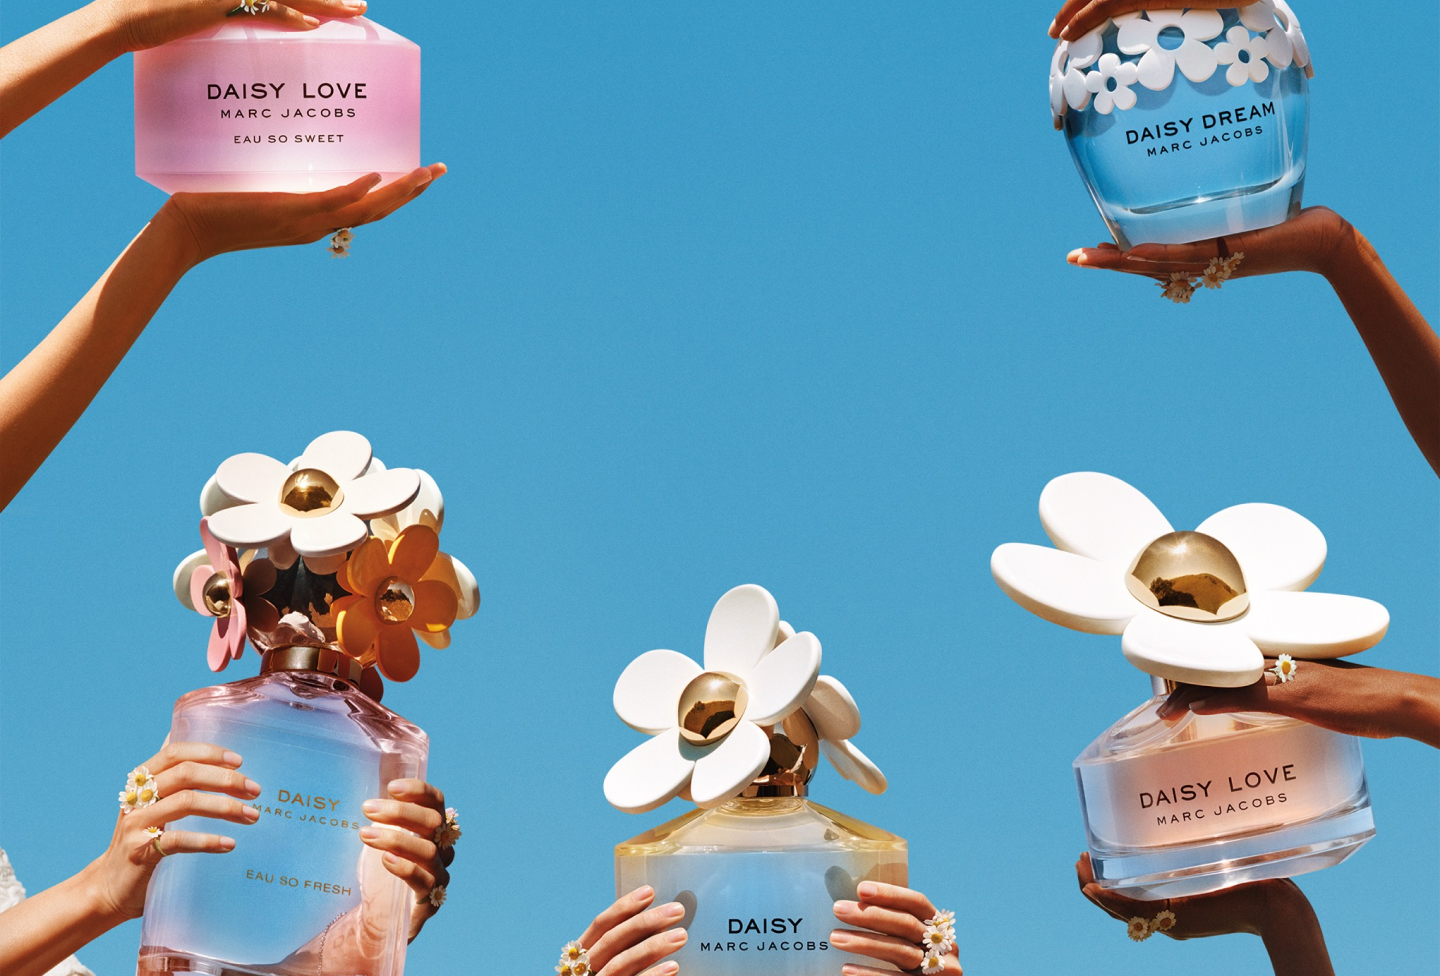 DAISY LOVE
MARC JACOBS
EAU SO SWEET
DAISY DREAM
MARC JACOBS
DAISY
MARC JACOBS
EAU SO FRESH
DAISY
MARC JACOBS
DAISY LOVE
MARC JACOBS